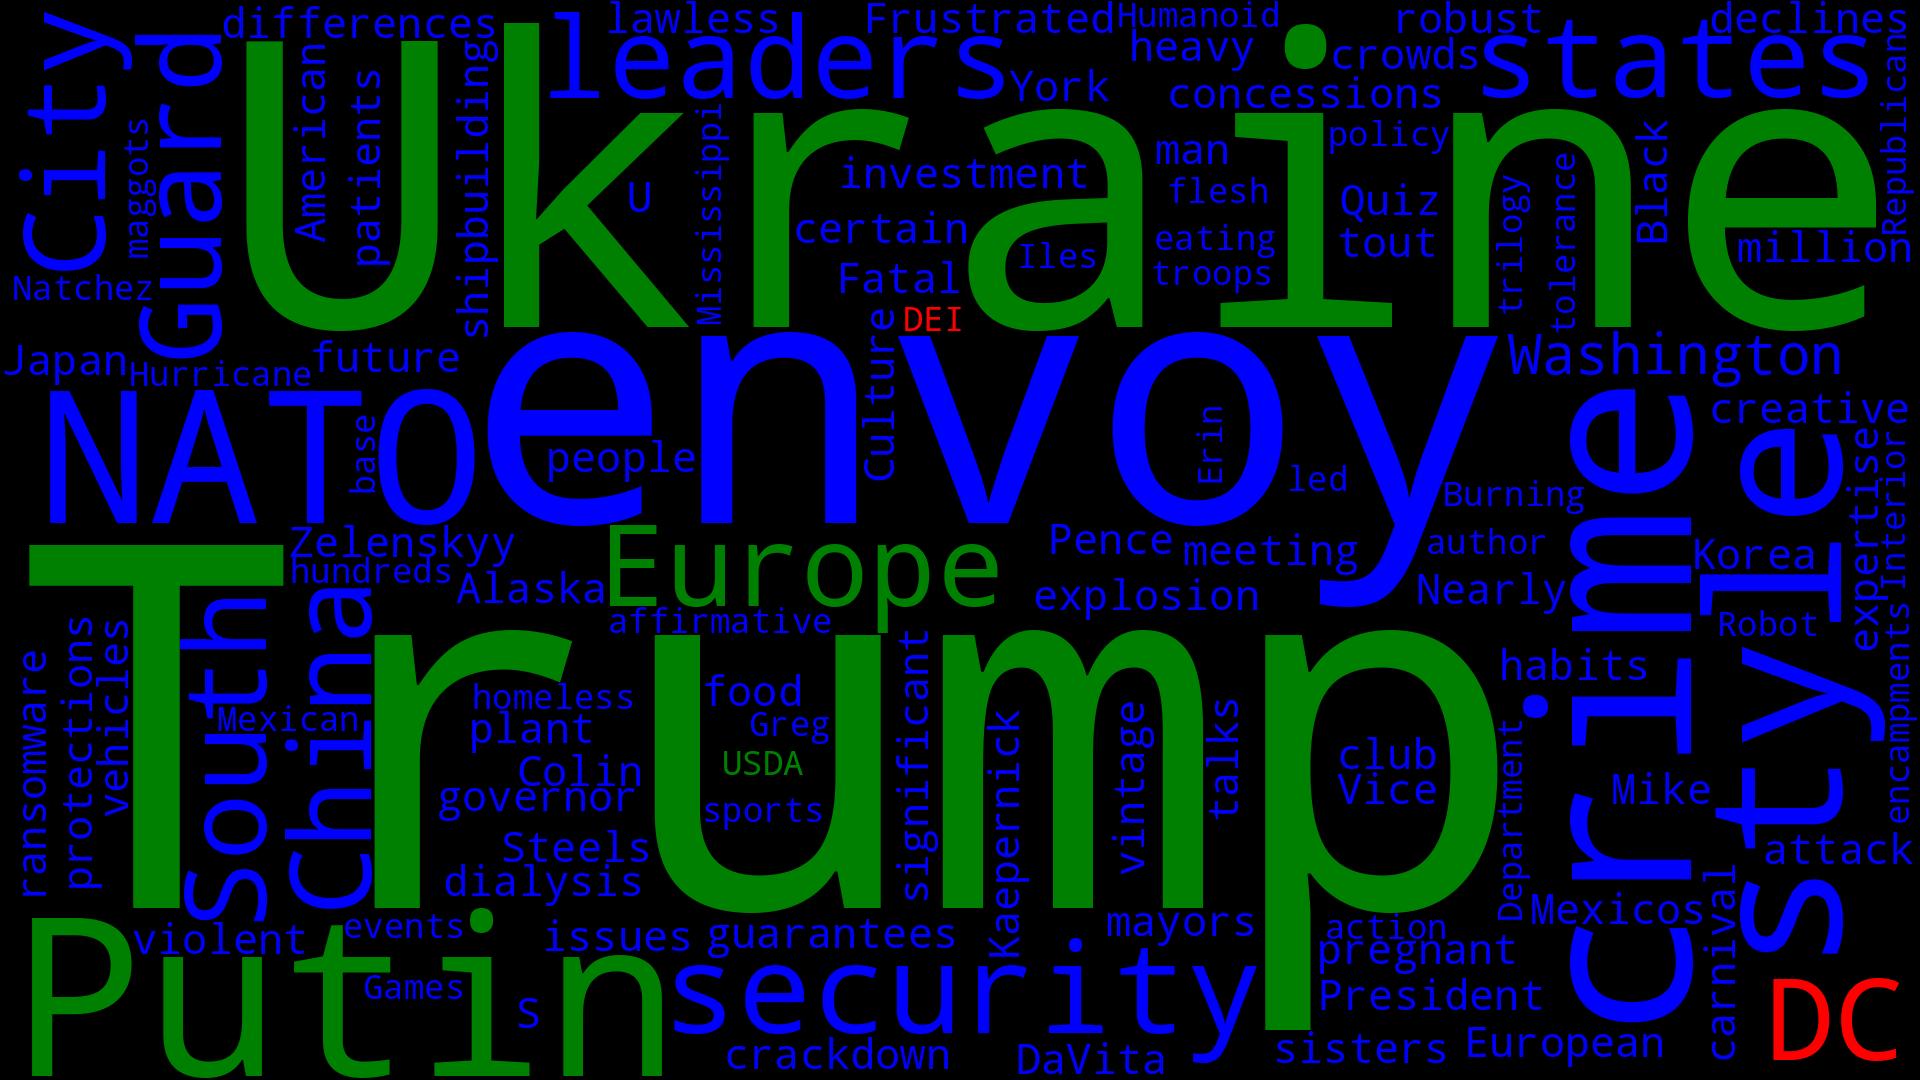 differences
lawless
Frustrated
Humanoid
robust
declines
City
Guard
leaders
heavy
crowds
states
York
concessions
Ukraine
American
patients
shipbuilding
Mississippi
U
investment
man
policy
Black
Republican
maggots
flesh
Quiz
trilogy
tolerance
certain
Iles
eating
tout
million
Natchez
Fatal
troops
DEI
Culture
Japan
Hurricane
future
Washington
NATO
base
envoy
people
Erin
led
crime
style
creative
Burning
expertise
Interior
Zelenskyy
hundreds
Alaska
Europe
Pence
meeting
author
Korea
explosion
Nearly
affirmative
Robot
Trump
ransomware
protections
vehicles
South
China
Mexican
homeless
plant
food
Greg
USDA
significant
Kaepernick
vintage
talks
habits
encampments
Colin
governor
sports
club
Vice
Department
Mike
Steels
dialysis
attack
violent
events
issues
guarantees
mayors
action
pregnant
Mexicos
carnival
Putin
Games
S
security
President
DC
crackdown
DaVita
sisters
European